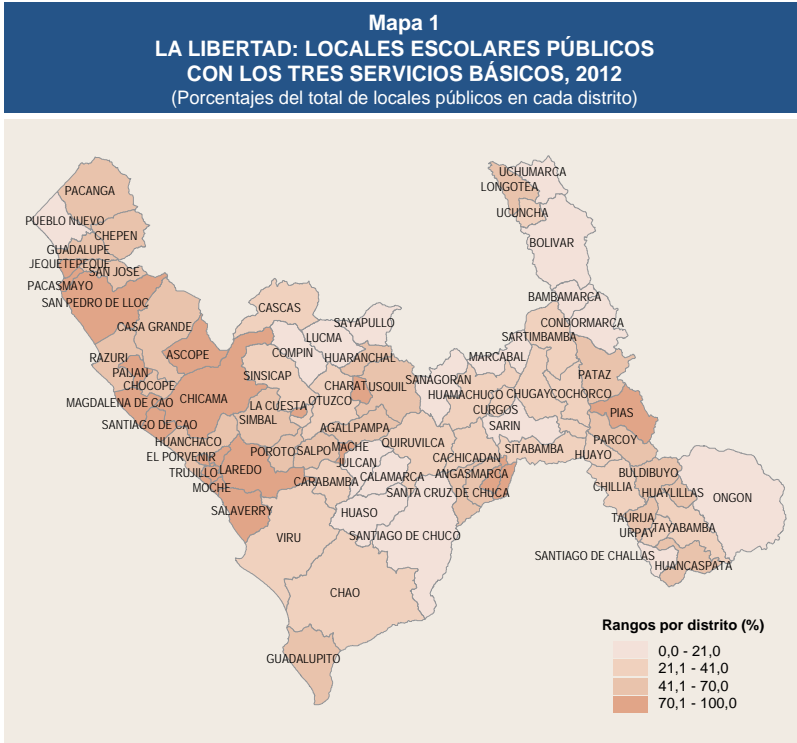 Mapa 1
LA LIBERTAD: LOCALES ESCOLARES PÚBLICOS
CON LOS TRES SERVICIOS BÁSICOS, 2012
(Porcentajes del total de locales públicos en cada distrito)
UCHUMARCA
LONGOTEA
PACANGA
UCUNCHA
PUEBLO NUEVO
CHEPEN
BOLIVAR
GUADALUPE
JEQUETEPEQUE
SAN JOSE
PACASMAYO
SAN PEDRO DE LLOC
BAMBAMARCA
CASCAS
SAYAPULLO
CONDORMARCA
CASA GRANDE
LUCMA
SARTIMBAMBA
RAZURI
ASCOPE
COMPIN
HUARANCHAL
MARCABAL
PAIJAN
SINSICAP
SANAGORAN
PATAZ
CHOCOPE
CHARAT
USQUIL
MAGDALENA DE CAO
CHICAMA
LA CUESTA
OTUZCO
HUAMACHUCO
CHUGAY
COCHORCO
CURGOS
PIAS
SANTIAGO DE CAO
SIMBAL
AGALLPAMPA
SARIN
HUANCHACO
QUIRUVILCA
PARCOY
EL PORVENIR
POROTO
SALPO
MACHE
SITABAMBA
HUAYO
TRUJILLO
LAREDO
JULCAN
CACHICADAN
MOCHE
CARABAMBA
CALAMARCA
ANGASMARCA
BULDIBUYO
CHILLIA
HUAYLILLAS
ONGON
SANTA CRUZ DE CHUCA
SALAVERRY
HUASO
TAURIJA
TAYABAMBA
VIRU
SANTIAGO DE CHUCO
URPAY
SANTIAGO DE CHALLAS
HUANCASPATA
CHAO
GUADALUPITO
Rangos por distrito (%)
0,0 - 21,0
21,1 - 41,0
41,1 - 70,0
70,1 - 100,0